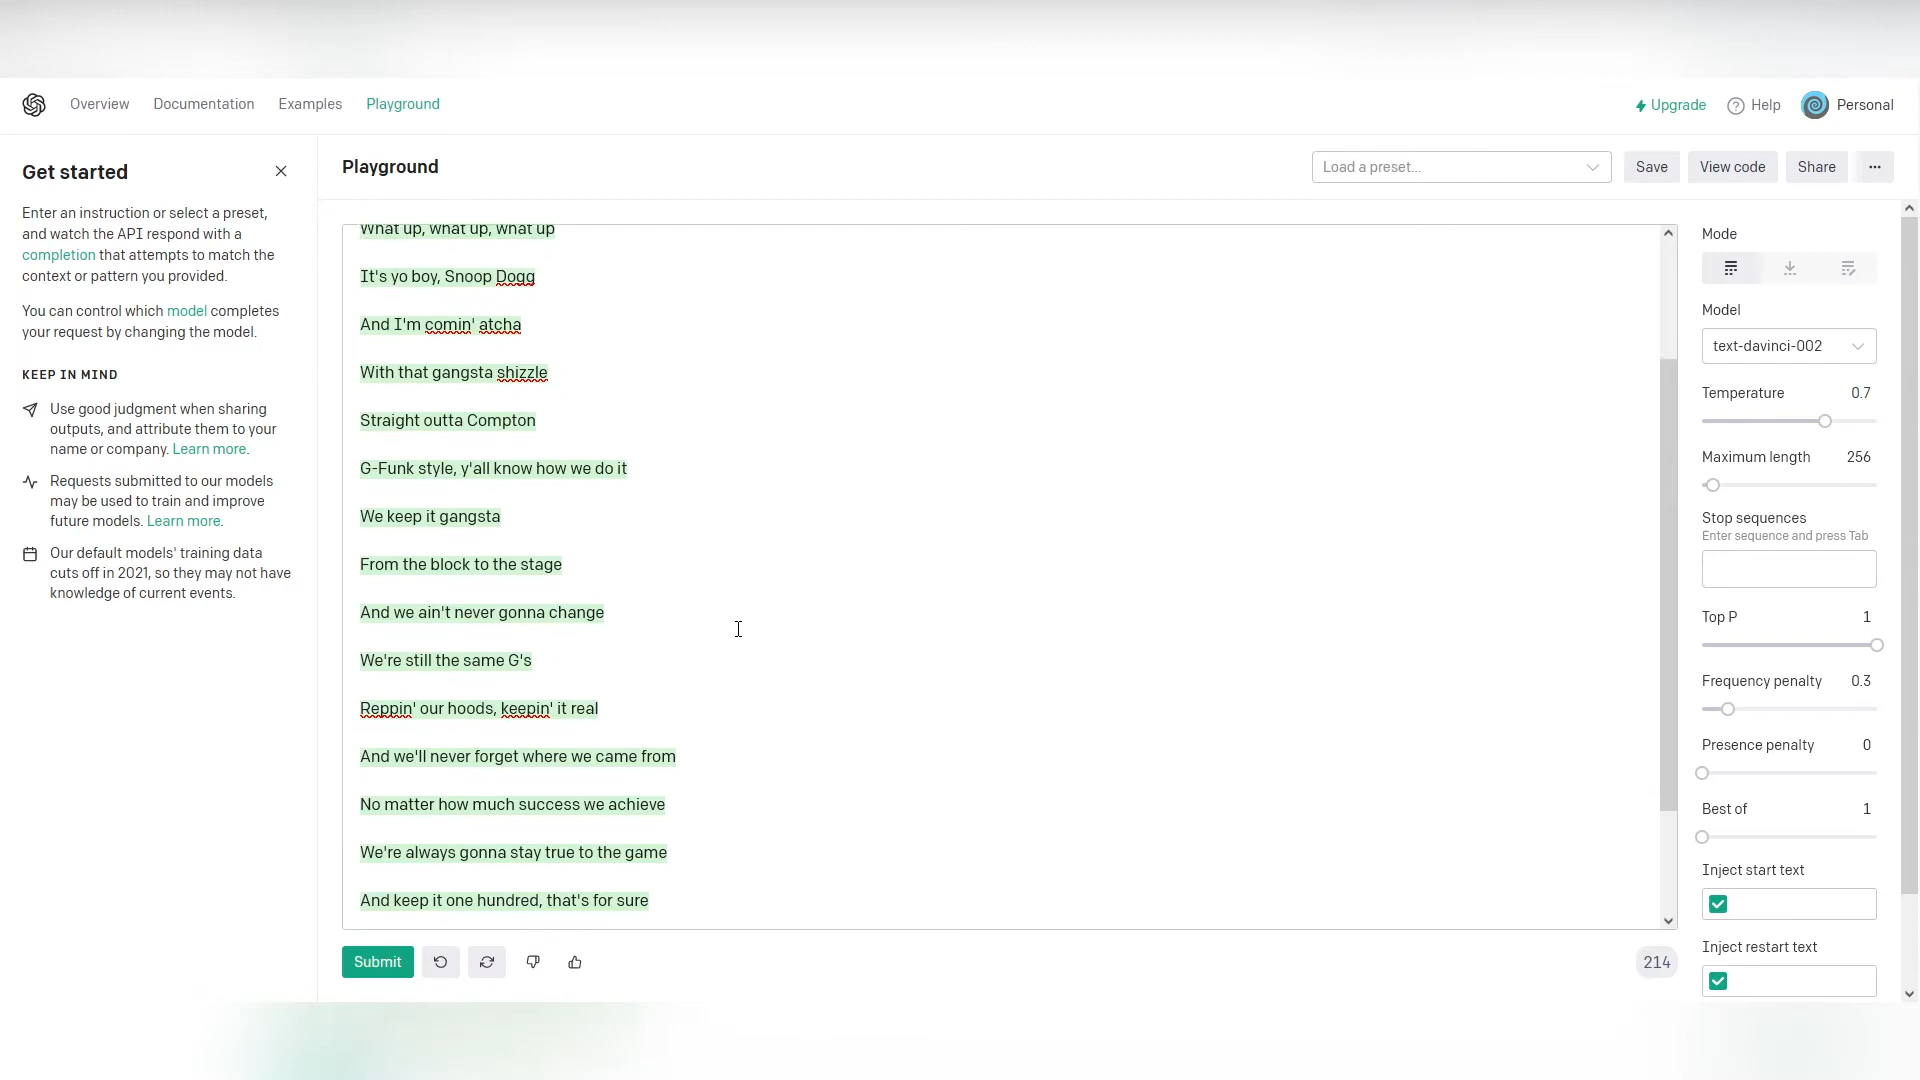 Overview Documentation Examples Playground
Upgrade Help Personal
Get started
Enter an instruction or select a preset,
and watch the API respond with a
completion that attempts to match the
context or pattern you provided.
You can control which model completes
your request by changing the model.
KEEP IN MIND
Use good judgment when sharing
outputs, and attribute them to your
name or company. Learn more.
Requests submitted to our models
may be used to train and improve
future models. Learn more.
Our default models' training data
cuts off in 2021, so they may not have
knowledge of current events.
Playground
Load a preset...
Save
View code
Share
What up, what up, what up
It's yo boy, Snoop Dogg
And I'm comin' atcha
With that gangsta shizzle
Straight outta Compton
G-Funk style, y'all know how we do it
We keep it gangsta
From the block to the stage
And we ain't never gonna change
We're still the same G's
Reppin' our hoods, keepin' it real
And we'll never forget where we came from
No matter how much success we achieve
We're always gonna stay true to the game
And keep it one hundred, that's for sure
Submit
214
Mode
Model
text-davinci-002
Temperature 0.7
Maximum length 256
Stop sequences
Enter sequence and press Tab
Top P 1
Frequency penalty 0.3
Presence penalty 0
Best of 1
Inject start text
Inject restart text